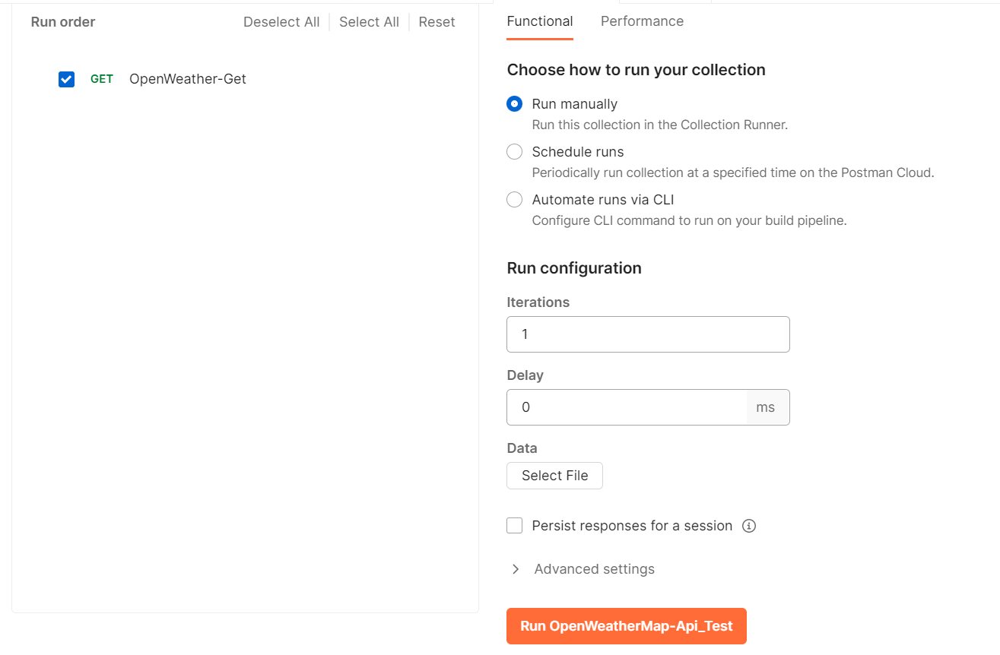 Run order
Deselect All
Select All
Reset
GET OpenWeather-Get
Functional
Performance
Choose how to run your collection
Run manually
Run this collection in the Collection Runner.
Schedule runs
Periodically run collection at a specified time on the Postman Cloud.
Automate runs via CLI
Configure CLI command to run on your build pipeline.
Run configuration
Iterations
1
Delay
0 ms
Data
Select File
Persist responses for a session
Advanced settings
Run OpenWeatherMap-Api_Test